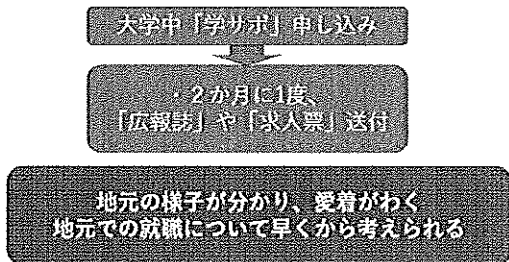 大学中「学サポ」申し込み
・２か月に1度、
「広報誌」や「求人票」送付
地元の様子が分かり、愛着がわく
地元での就職について早くから考えられる